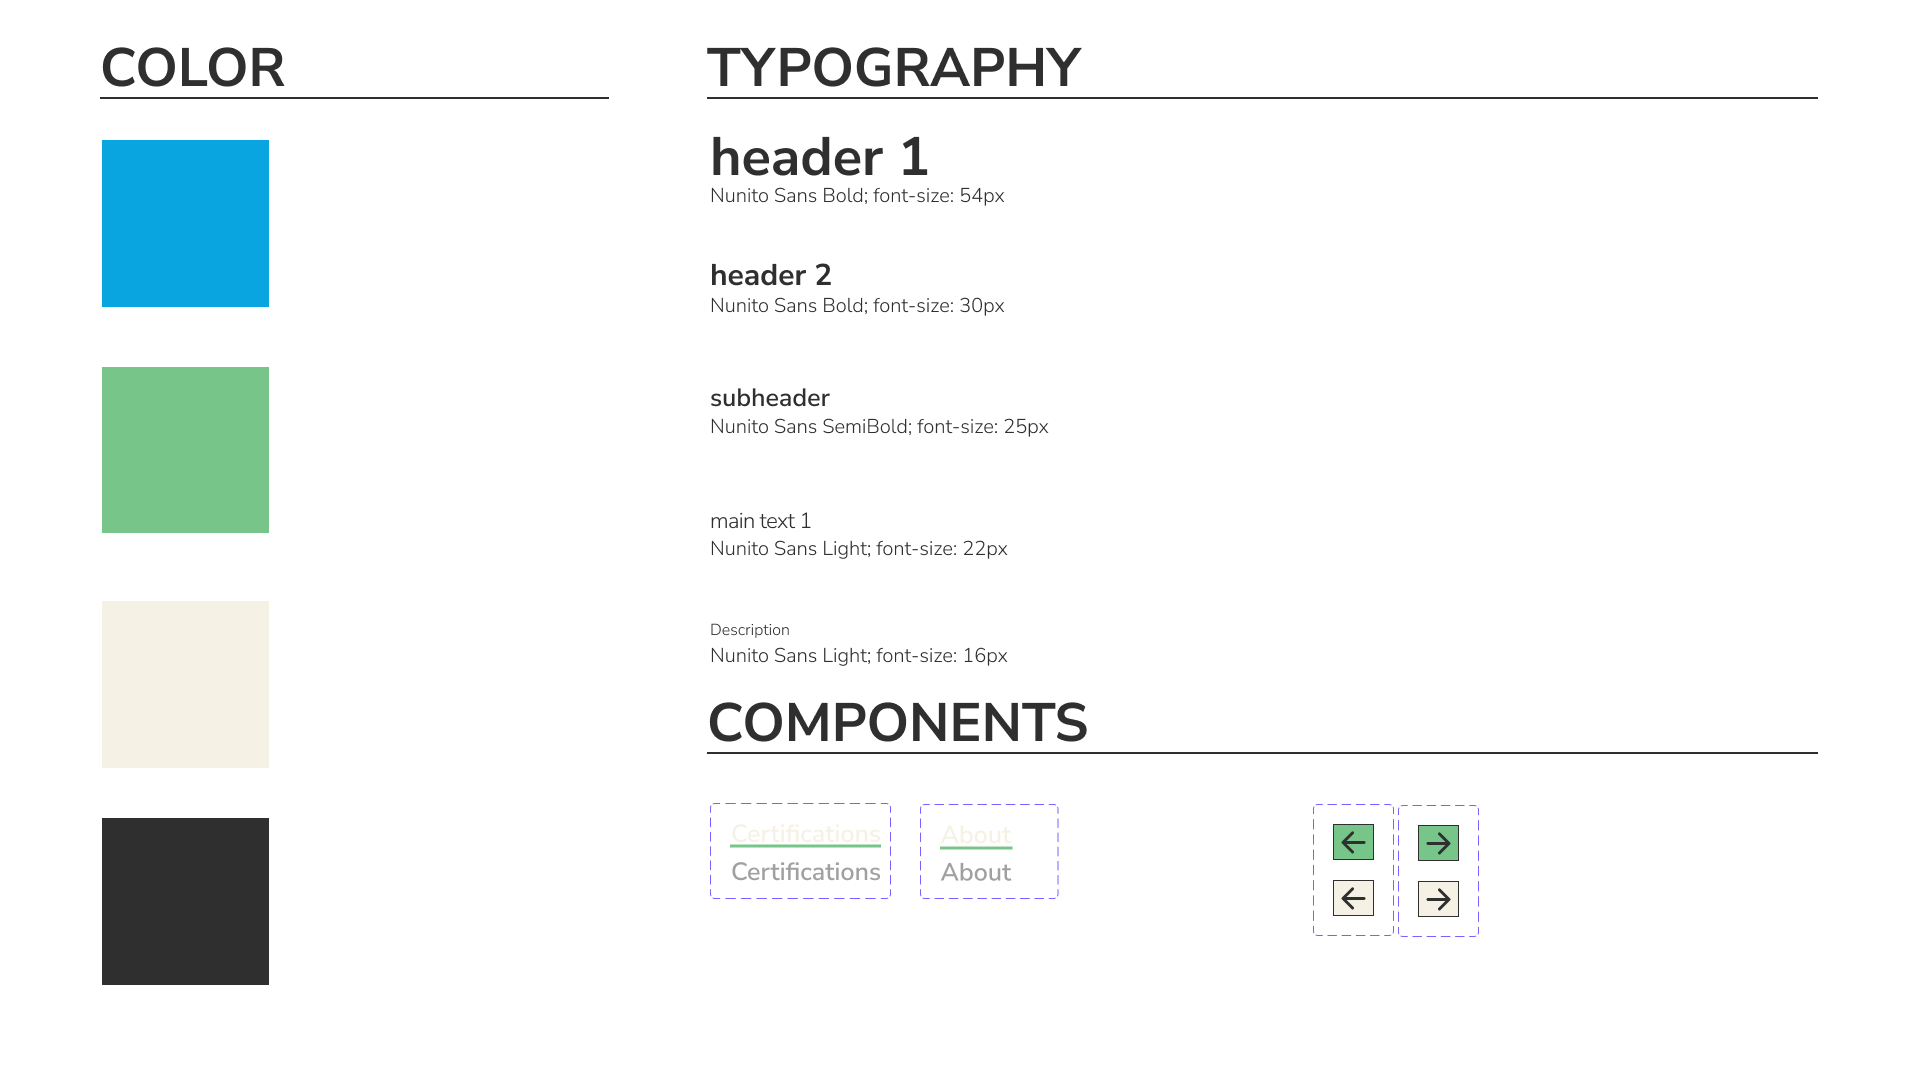 COLOR
TYPOGRAPHY
header 1
Nunito Sans Bold; font-size: 54px
header 2
Nunito Sans Bold; font-size: 30px
subheader
Nunito Sans SemiBold; font-size: 25px
main text 1
Nunito Sans Light; font-size: 22px
Description
Nunito Sans Light; font-size: 16px
COMPONENTS
Certifications
Certifications
About
About